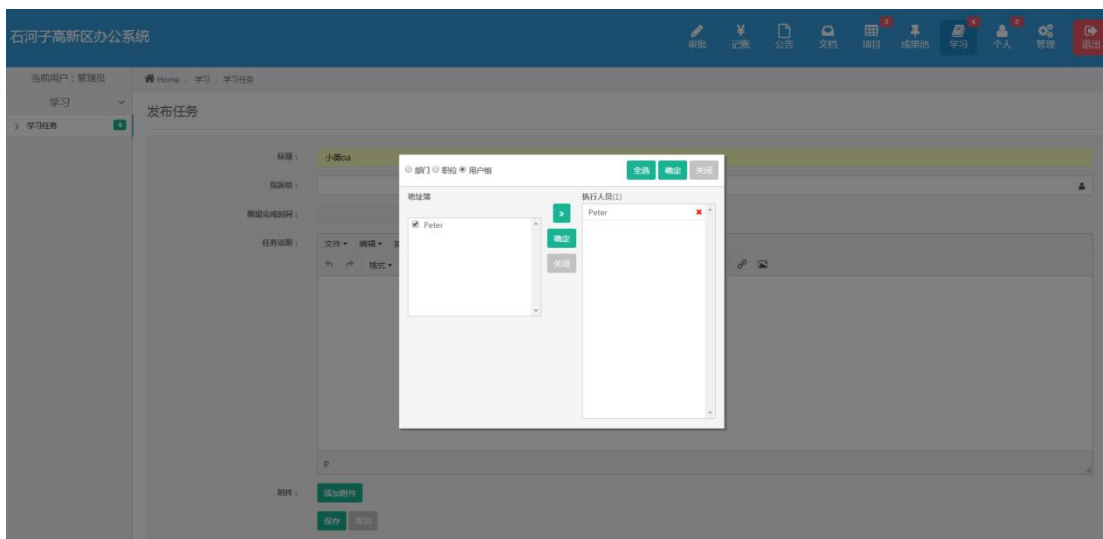 石河子高新区办公系统
审批
¥
记账
公告
文档
3
项目
成果池
4
学习
2
个人
管理
退出
当前用户：管理员
Home / 学习 / 学习任务
学习
学习任务
4
发布任务
标题：
小薇oa
指派给：
期望完成时间：
任务说明：
文件
编辑
格式
部门 职位 用户组
全选
确定
关闭
地址簿
Peter
确定
关闭
执行人员(1)
Peter
p
附件：
添加附件
保存
取消